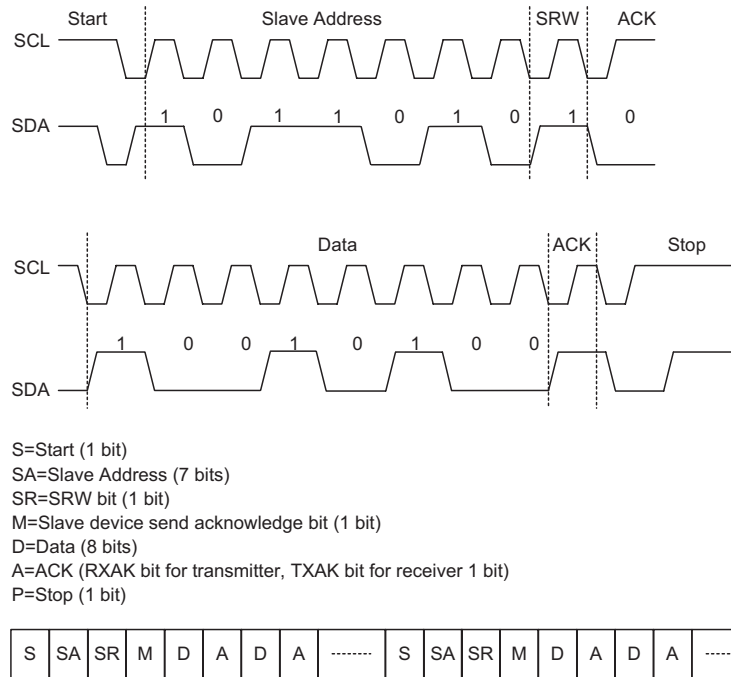 Start Slave Address SRW ACK
SCL
1 0 1 1 0 1 0 1 0
SDA
Data ACK Stop
SCL
1 0 0 1 0 1 0 0
SDA
S=Start (1 bit)
SA=Slave Address (7 bits)
SR=SRW bit (1 bit)
M=Slave device send acknowledge bit (1 bit)
D=Data (8 bits)
A=ACK (RXAK bit for transmitter, TXAK bit for receiver 1 bit)
P=Stop (1 bit)
S SA SR M D A D A ........ S SA SR M D A D A .....